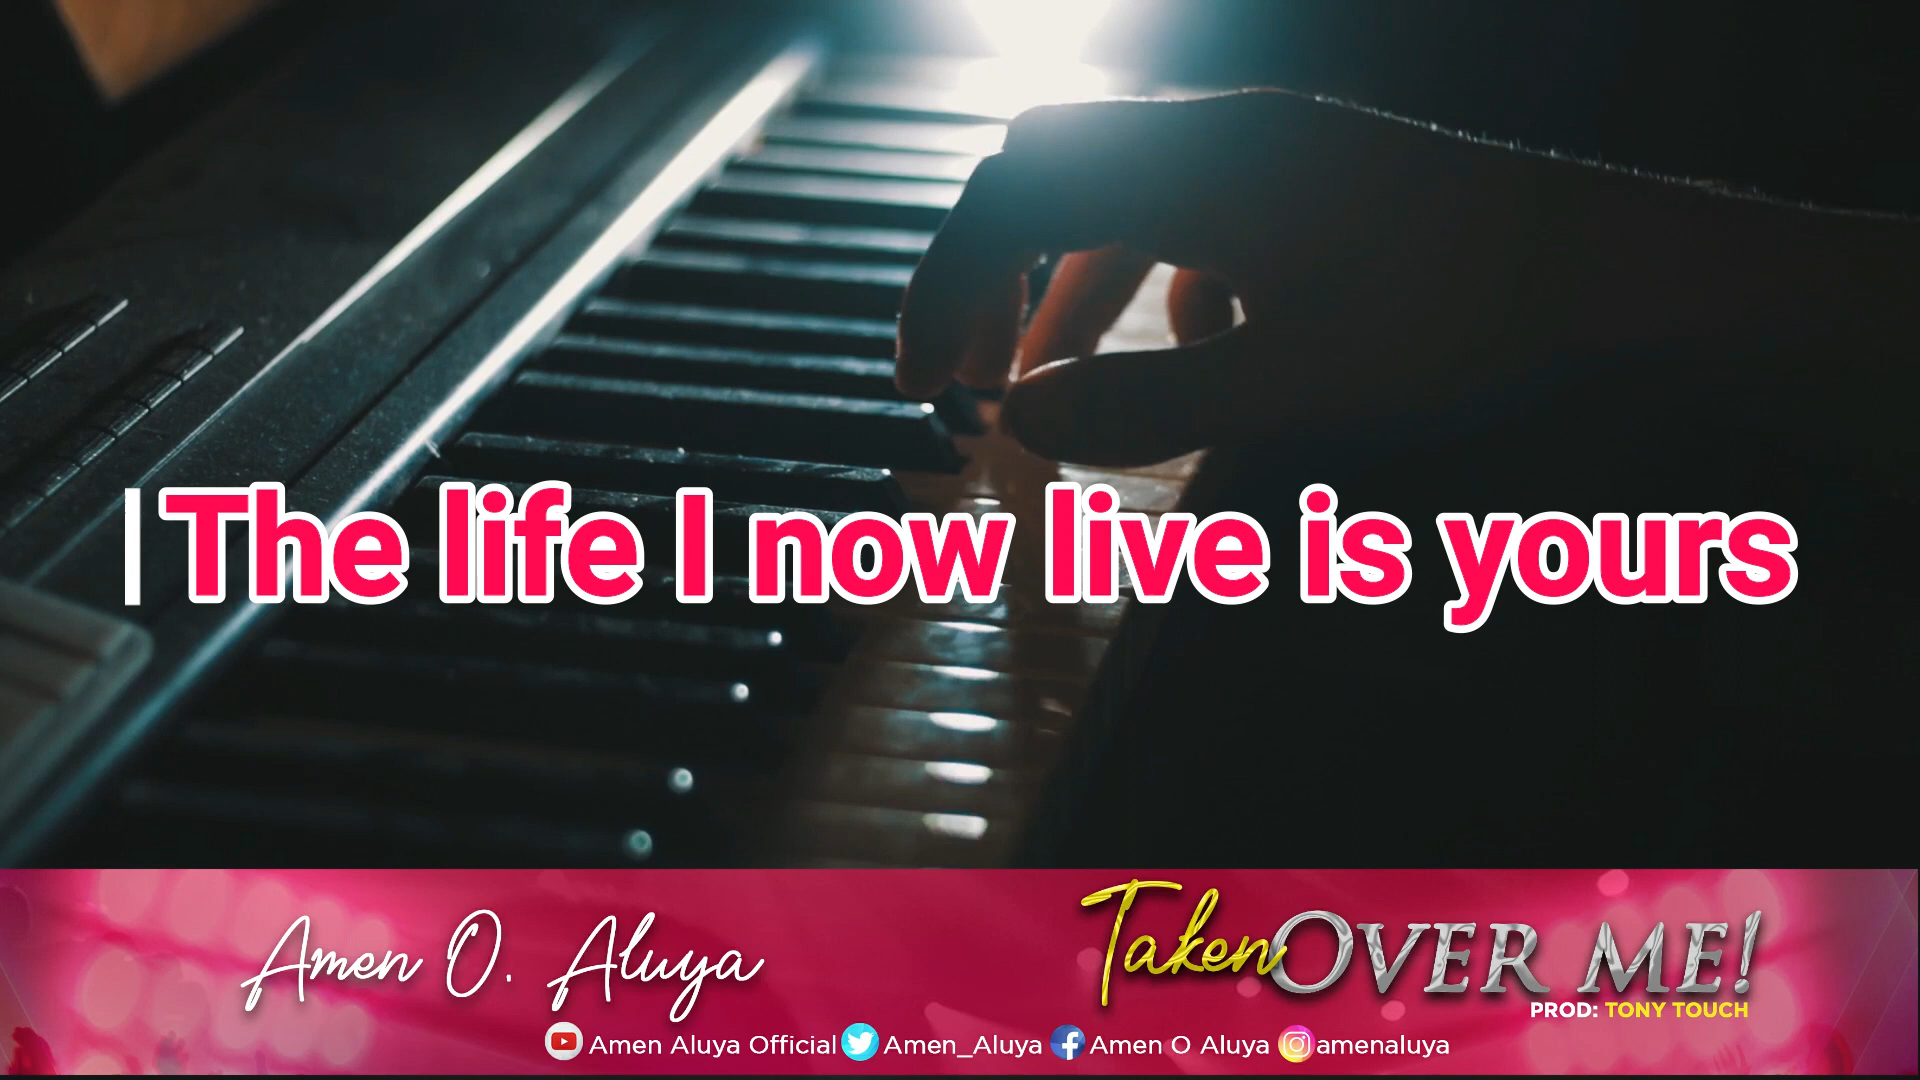 The life I now live is yours
Amen O. Aluya
Taken OVER ME!
PROD: TONY TOUCH
Amen Aluya Official Amen_Aluya Amen O Aluya amenaluya